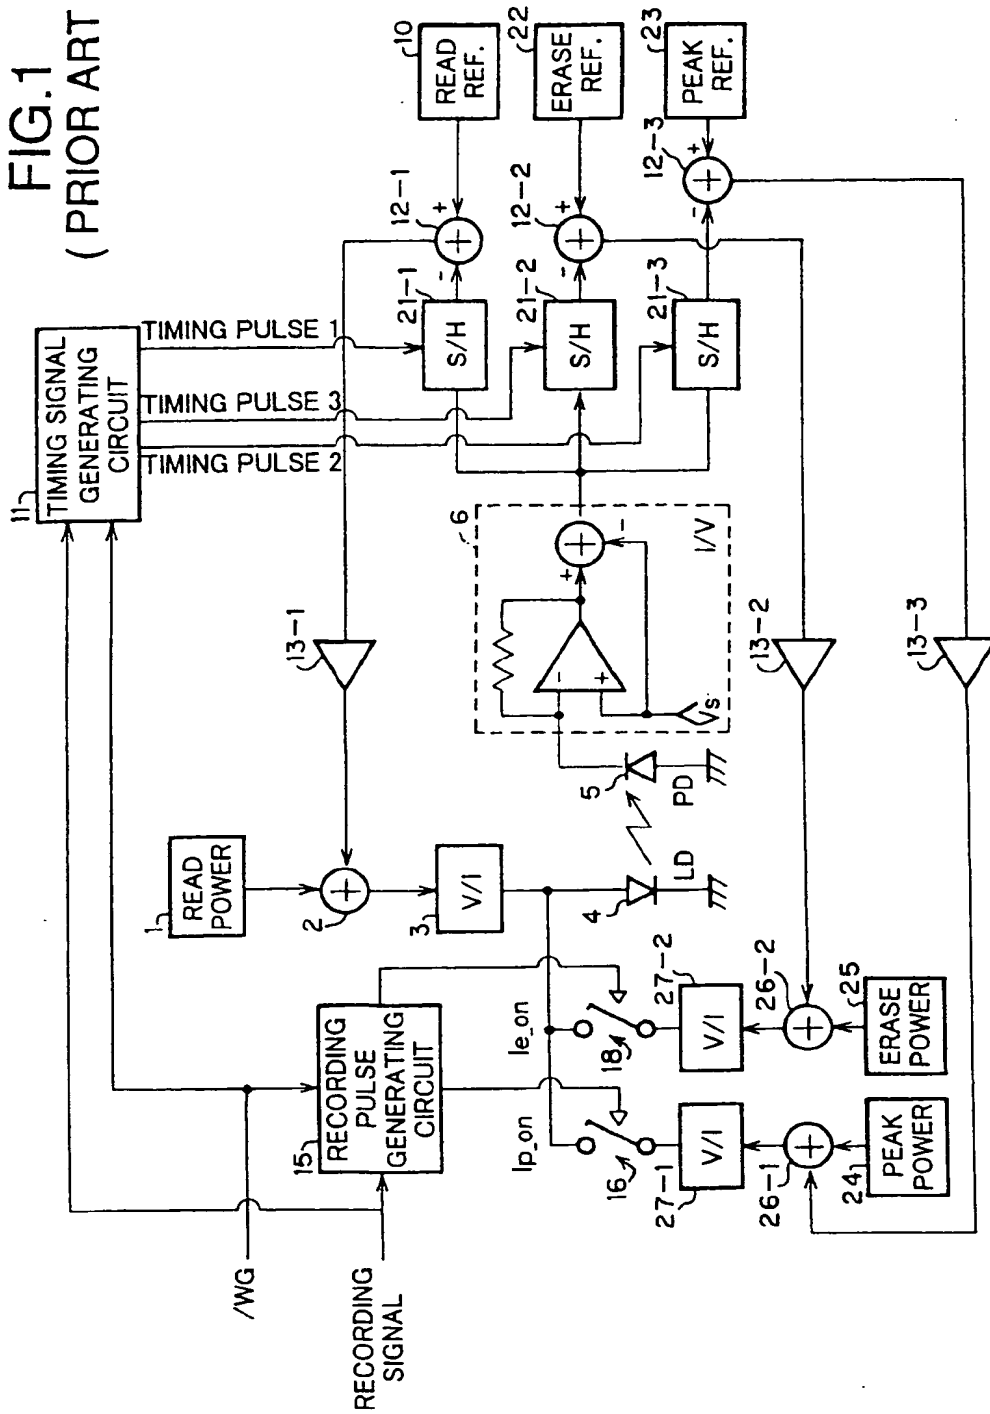 FIG.1
( PRIOR ART
11
TIMING SIGNAL
GENERATING
CIRCUIT
TIMING PULSE 1
TIMING PULSE 3
TIMING PULSE 2
10
READ
REF.
22
ERASE
REF.
23
PEAK
REF.
12-1
+
-
12-2
+
-
12-3
+
-
21-1
S/H
21-2
S/H
21-3
S/H
6
I/V
+
-
-
+
Vs
13-1
13-2
13-3
5
PD
4
LD
1
READ
POWER
2
3
V/I
15
RECORDING
PULSE
GENERATING
CIRCUIT
Ip_on
Ie_on
16
18
27-1
V/I
27-2
V/I
26-1
26-2
24
PEAK
POWER
25
ERASE
POWER
/WG
RECORDING
SIGNAL